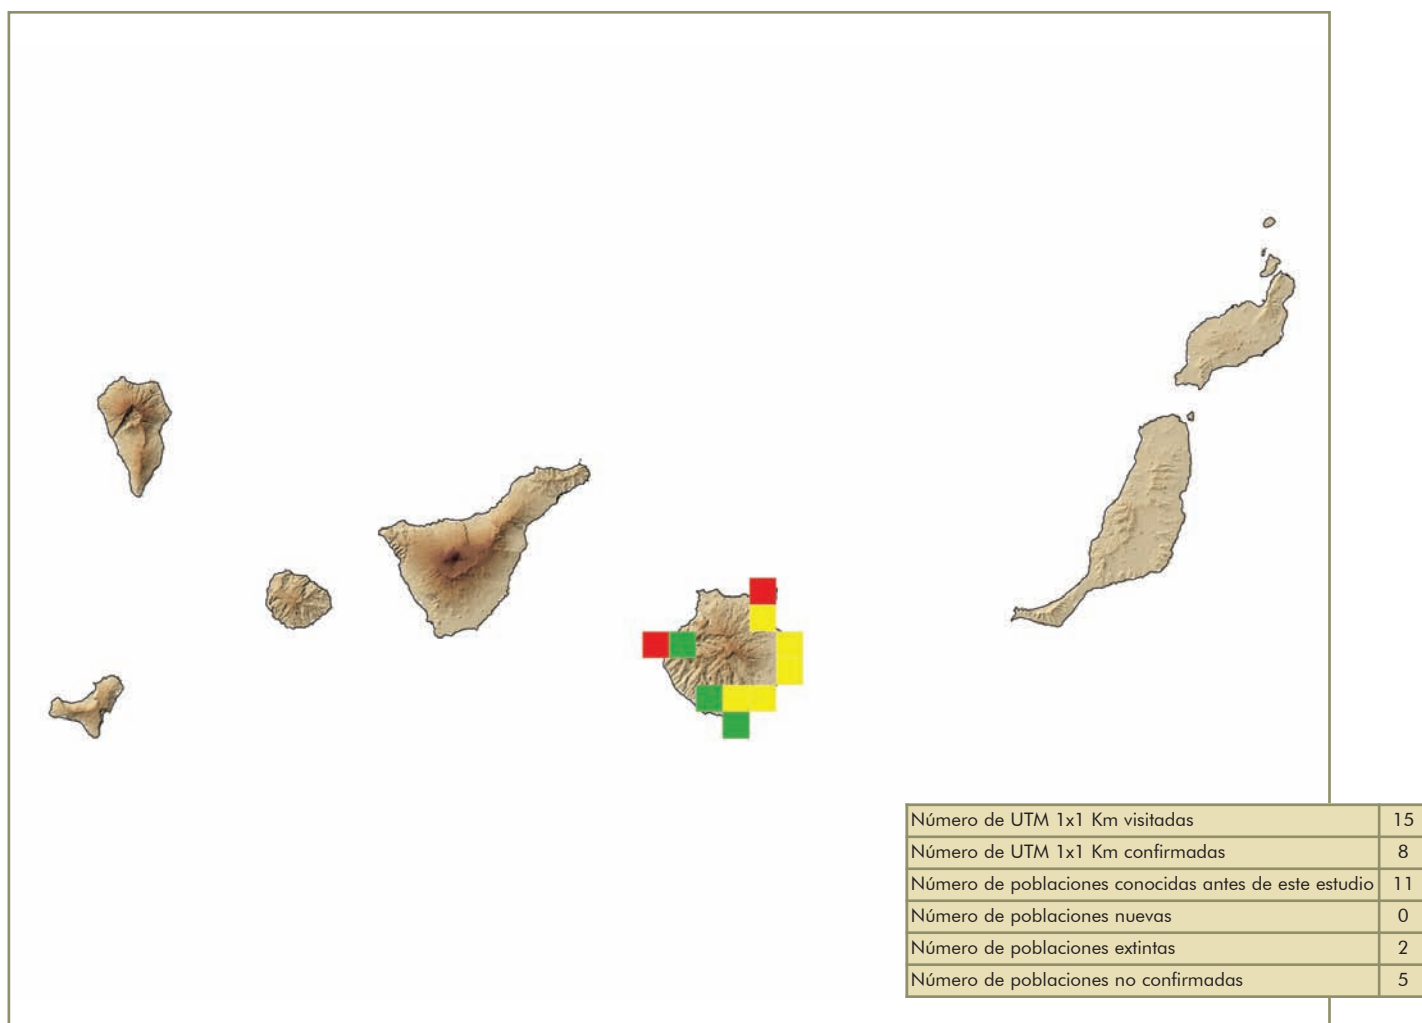 Número de UTM 1x1 Km visitadas 15
Número de UTM 1x1 Km confirmadas 8
Número de poblaciones conocidas antes de este estudio 11
Número de poblaciones nuevas 0
Número de poblaciones extintas 2
Número de poblaciones no confirmadas 5